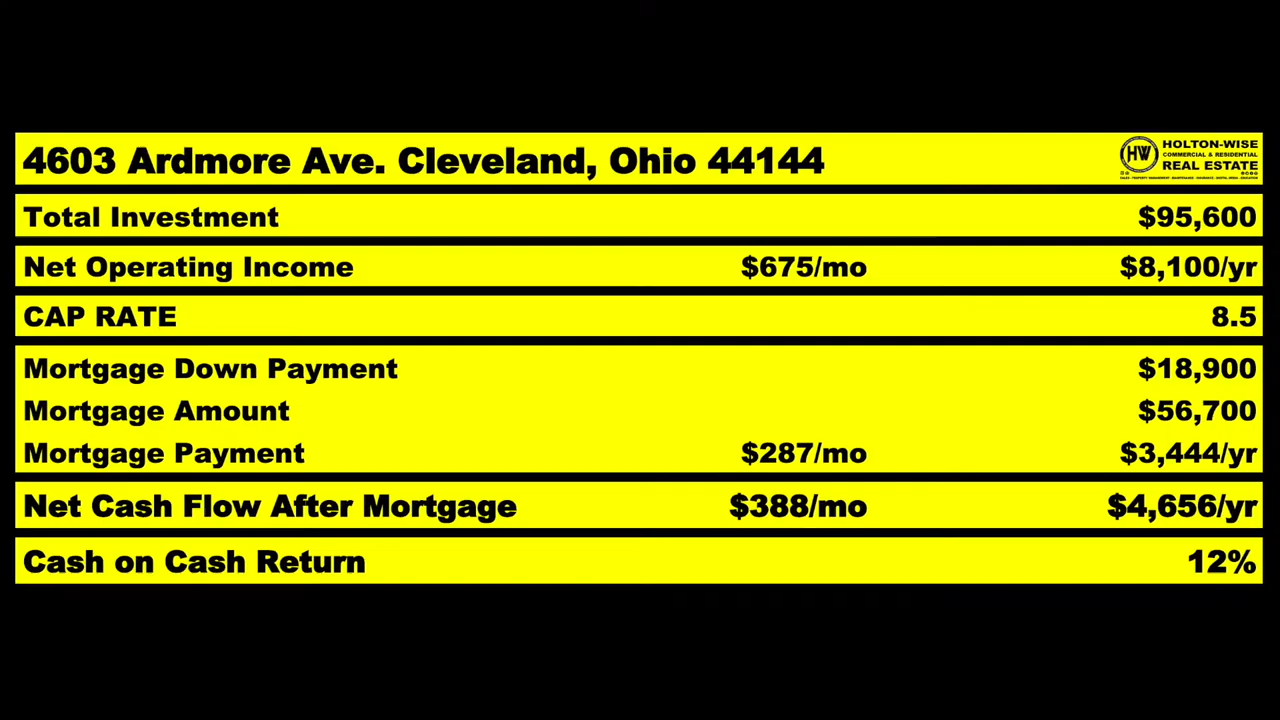 4603 Ardmore Ave. Cleveland, Ohio 44144
HW
HOLTON-WISE
COMMERCIAL & RESIDENTIAL
REAL ESTATE
Total Investment $95,600
Net Operating Income $675/mo $8,100/yr
CAP RATE 8.5
Mortgage Down Payment $18,900
Mortgage Amount $56,700
Mortgage Payment $287/mo $3,444/yr
Net Cash Flow After Mortgage $388/mo $4,656/yr
Cash on Cash Return 12%